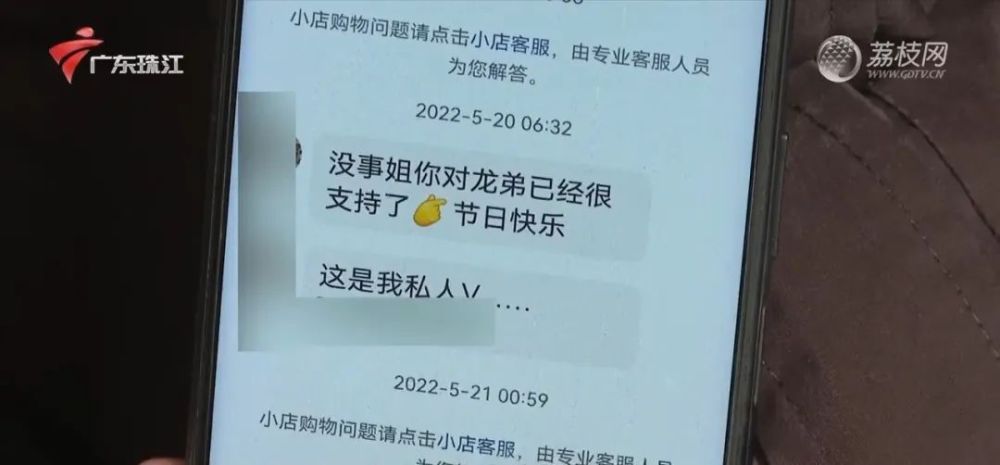 广东珠江
荔枝网
WWW.GDTV.CN
小店购物问题请点击小店客服，由专业客服人员
为您解答。
2022-5-20 06:32
没事姐你对龙弟已经很
支持了👉节日快乐
这是我私人V....
2022-5-21 00:59
小店购物问题请点击小店客服，由专业客服人员